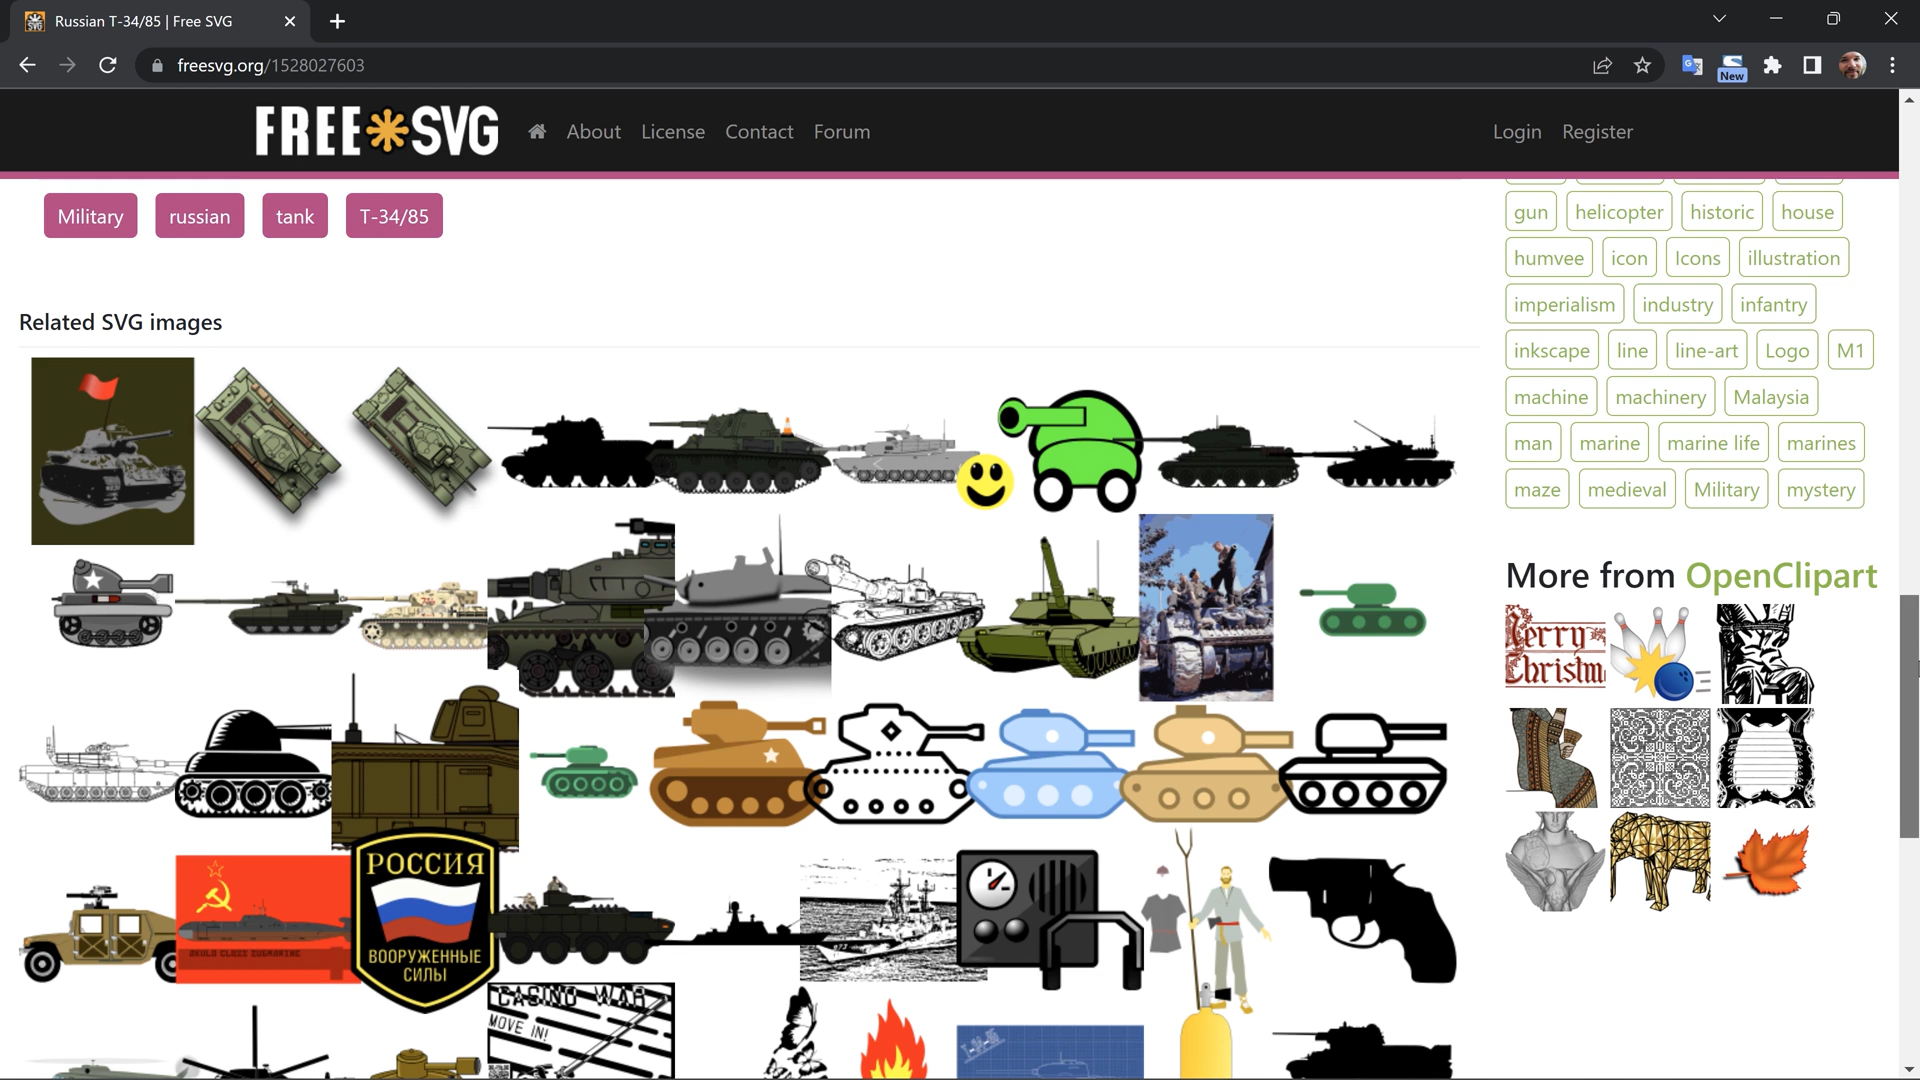 Russian T-34/85 | Free SVG
freesvg.org/1528027603
New
FREE SVG
About License Contact Forum
Login Register
Military russian tank T-34/85
gun helicopter historic house
humvee icon Icons illustration
imperialism industry infantry
inkscape line line-art Logo M1
machine machinery Malaysia
man marine marine life marines
maze medieval Military mystery
Related SVG images
More from OpenClipart
Merry
Christm
РОССИЯ
ВООРУЖЕННЫЕ
СИЛЫ
973
CASINO WAR
MOVE IN!